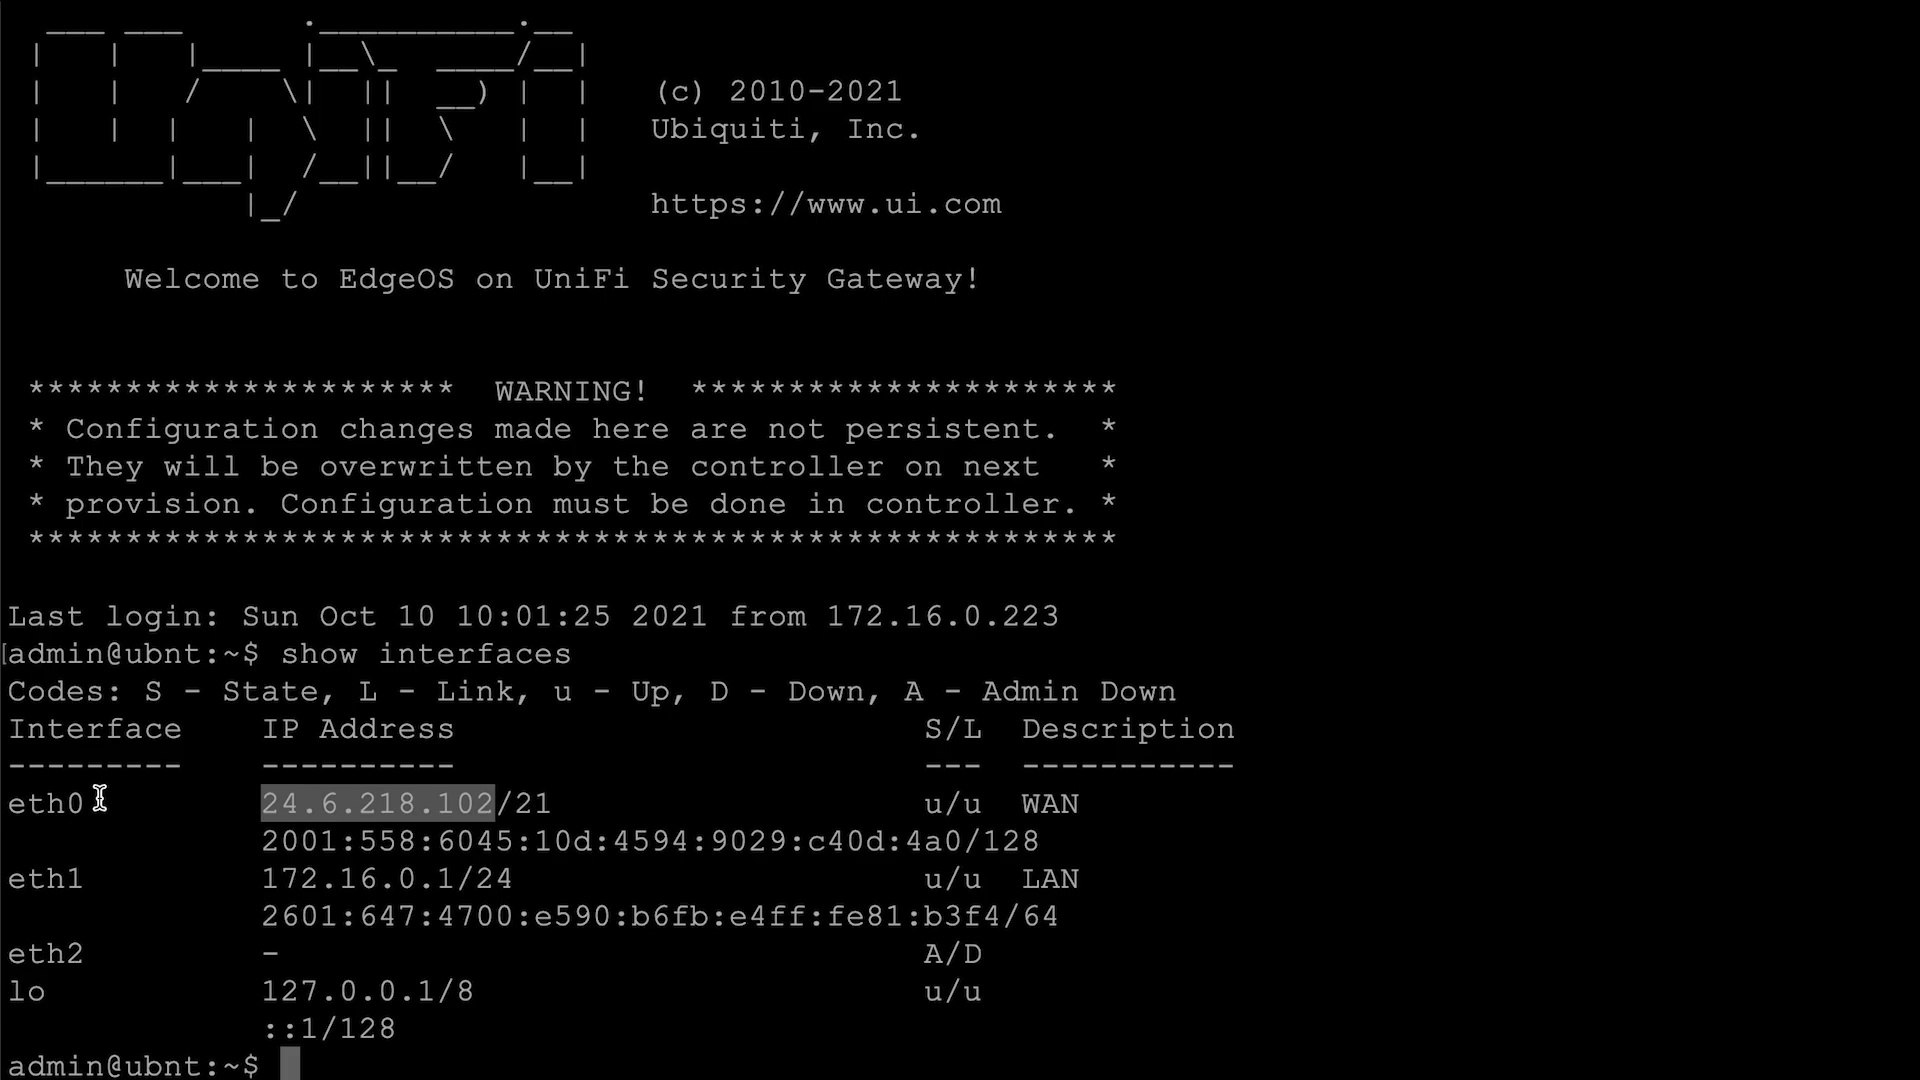 (c) 2010-2021
Ubiquiti, Inc.
https://www.ui.com
Welcome to EdgeOS on UniFi Security Gateway!
********************** WARNING! **********************
* Configuration changes made here are not persistent. *
* They will be overwritten by the controller on next *
* provision. Configuration must be done in controller. *
********************************************************
Last login: Sun Oct 10 10:01:25 2021 from 172.16.0.223
[admin@ubnt:~$ show interfaces
Codes: S - State, L - Link, u - Up, D - Down, A - Admin Down
Interface    IP Address                        S/L  Description
---------    ----------                        ---  -----------
eth0         24.6.218.102/21                   u/u  WAN
             2001:558:6045:10d:4594:9029:c40d:4a0/128
eth1         172.16.0.1/24                     u/u  LAN
             2601:647:4700:e590:b6fb:e4ff:fe81:b3f4/64
eth2         -                                 A/D
lo           127.0.0.1/8                       u/u
             ::1/128
admin@ubnt:~$